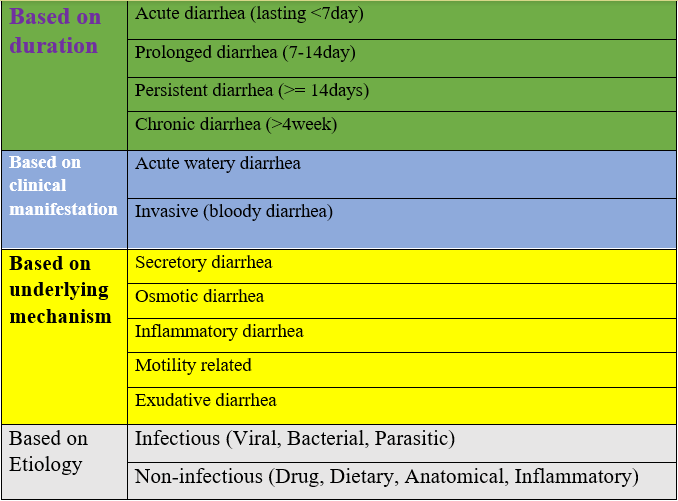 Based on
duration
Acute diarrhea (lasting <7day)
Prolonged diarrhea (7-14day)
Persistent diarrhea (>= 14days)
Chronic diarrhea (>4week)
Based on
clinical
manifestation
Acute watery diarrhea
Invasive (bloody diarrhea)
Based on
underlying
mechanism
Secretory diarrhea
Osmotic diarrhea
Inflammatory diarrhea
Motility related
Exudative diarrhea
Based on
Etiology
Infectious (Viral, Bacterial, Parasitic)
Non-infectious (Drug, Dietary, Anatomical, Inflammatory)